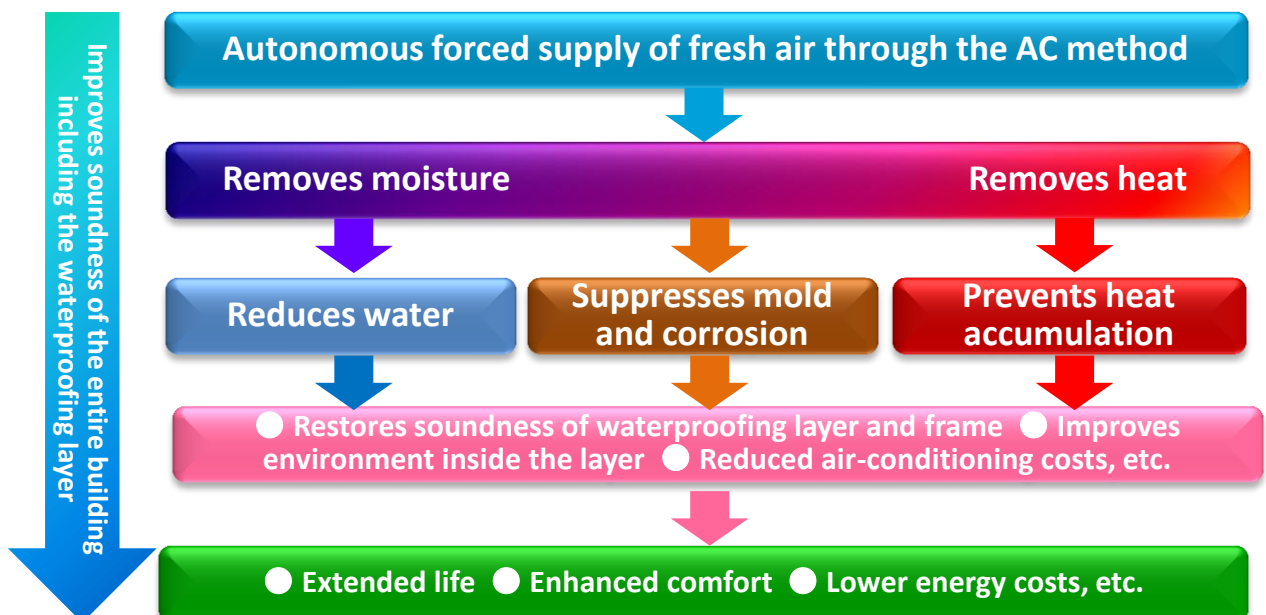 Improves soundness of the entire building
including the waterproofing layer
Autonomous forced supply of fresh air through the AC method
Removes moisture
Removes heat
Reduces water
Suppresses mold
and corrosion
Prevents heat
accumulation
● Restores soundness of waterproofing layer and frame ● Improves
environment inside the layer ● Reduced air-conditioning costs, etc.
● Extended life ● Enhanced comfort ● Lower energy costs, etc.